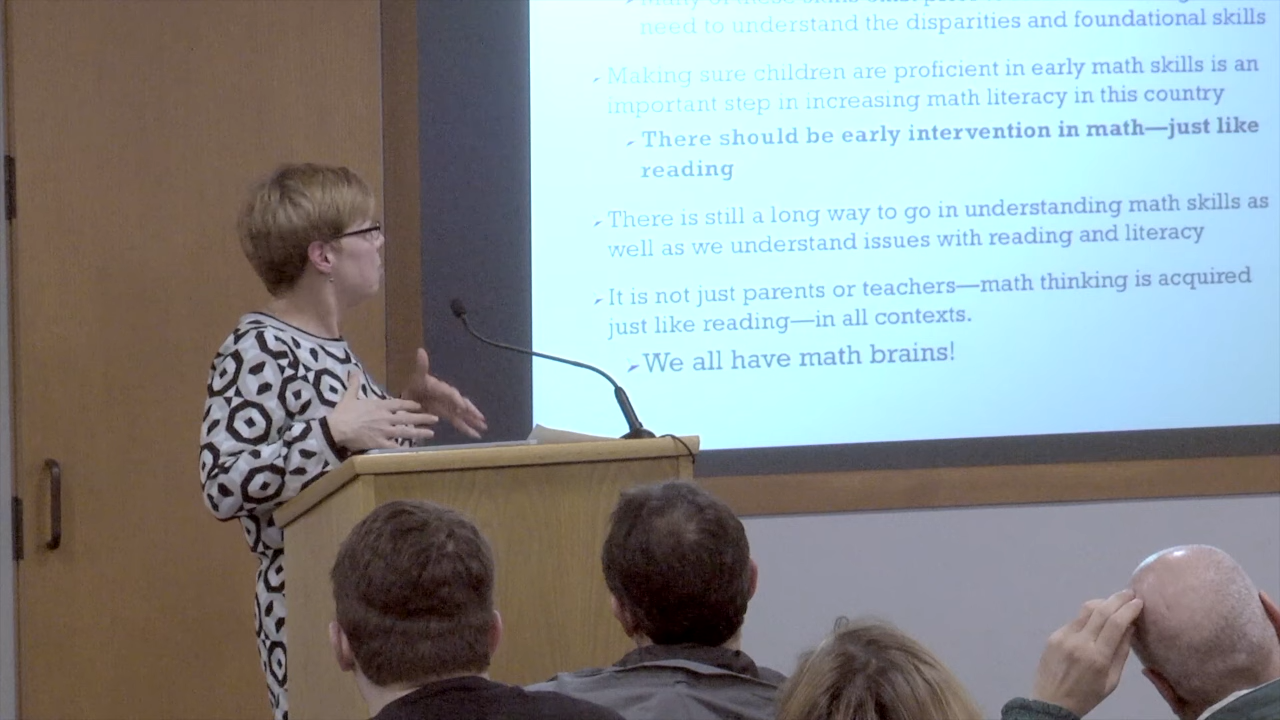 many of these skills
need to understand the disparities and foundational skills
Making sure children are proficient in early math skills is an
important step in increasing math literacy in this country
There should be early intervention in math—just like
reading
There is still a long way to go in understanding math skills as
well as we understand issues with reading and literacy
It is not just parents or teachers—math thinking is acquired
just like reading—in all contexts.
We all have math brains!